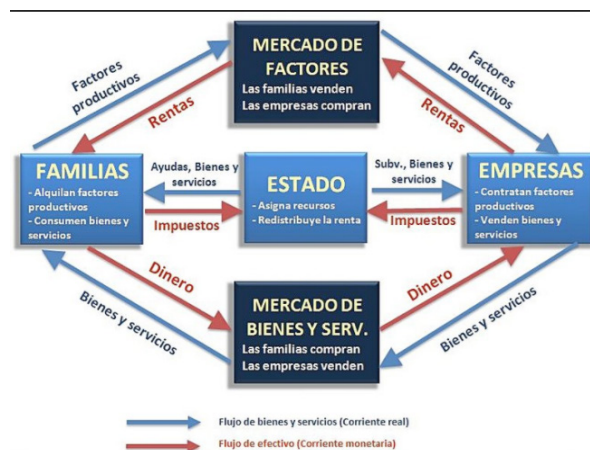 MERCADO DE
FACTORES
Las familias venden
Las empresas compran
Factores
productivos
Rentas
Factores
productivos
Rentas
FAMILIAS
- Alquilan factores
productivos
- Consumen bienes y
servicios
Ayudas, Bienes y
servicios
Impuestos
ESTADO
- Asigna recursos
- Redistribuye la renta
Subv., Bienes y
servicios
Impuestos
EMPRESAS
- Contratan factores
productivos
- Venden bienes y
servicios
Dinero
Bienes y servicios
MERCADO DE
BIENES Y SERV.
Las familias compran
Las empresas venden
Dinero
Bienes y servicios
Flujo de bienes y servicios (Corriente real)
Flujo de efectivo (Corriente monetaria)